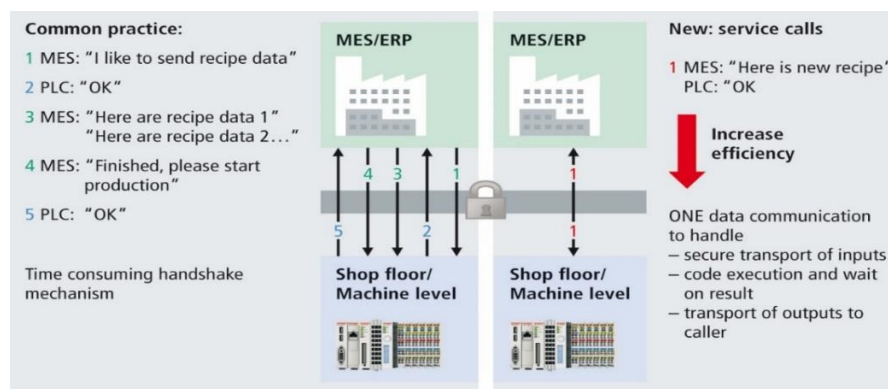 Common practice:
1 MES: “I like to send recipe data”
2 PLC: “OK”
3 MES: “Here are recipe data 1”
“Here are recipe data 2…”
4 MES: “Finished, please start
production”
5 PLC: “OK”
Time consuming handshake
mechanism
MES/ERP
4 3 1
5 2
Shop floor/
Machine level
MES/ERP
1
1
Shop floor/
Machine level
New: service calls
1 MES: “Here is new recipe”
PLC: “OK
Increase
efficiency
ONE data communication
to handle
– secure transport of inputs
– code execution and wait
on result
– transport of outputs to
caller